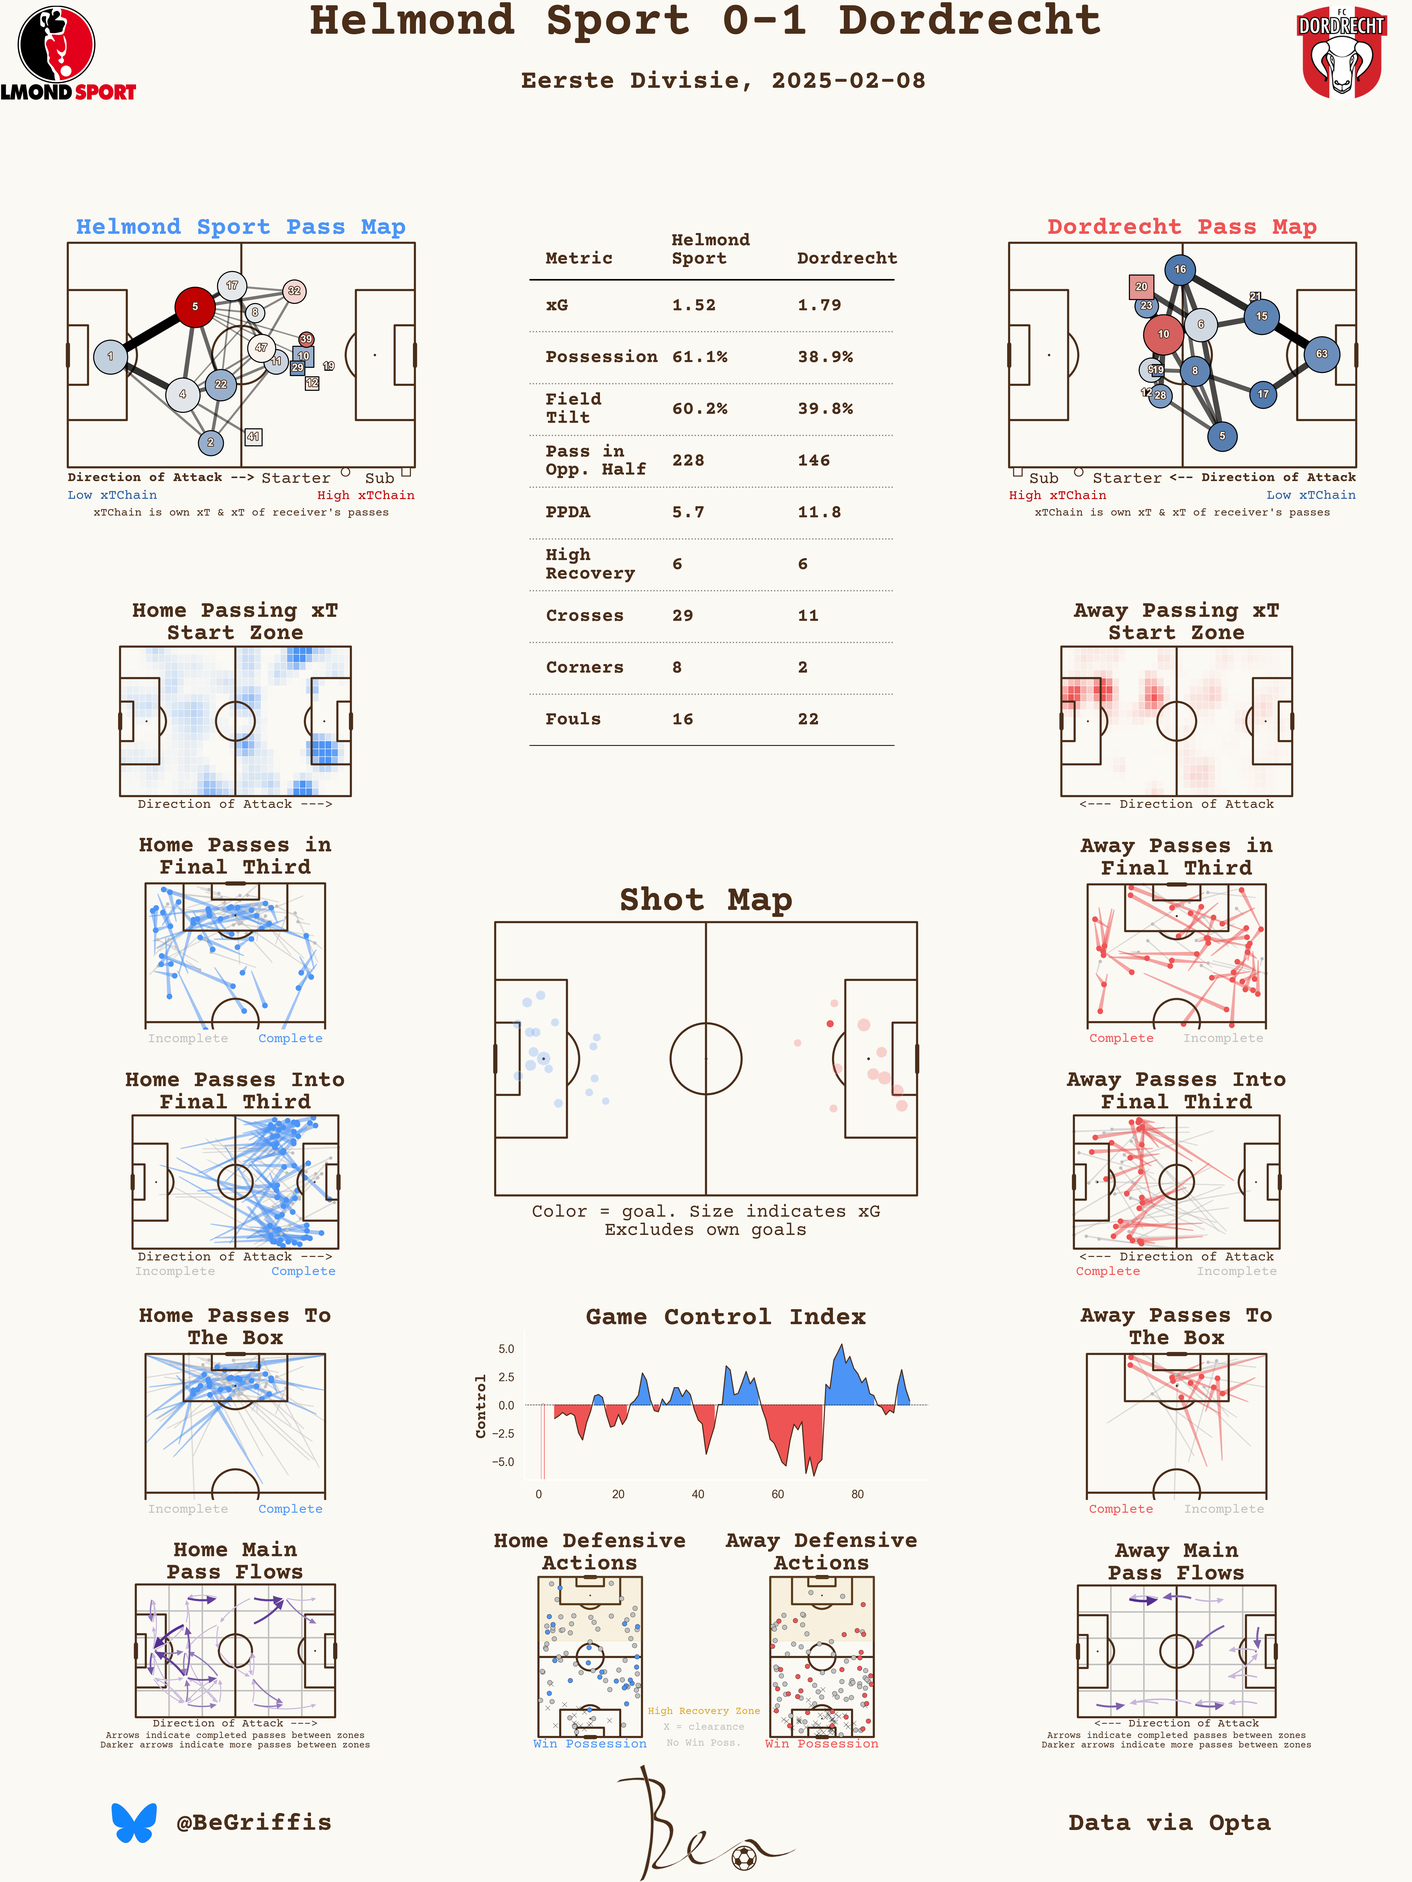 Helmond Sport 0-1 Dordrecht
Eerste Divisie, 2025-02-08
LMOND SPORT
FC
DORDRECHT
Helmond Sport Pass Map
17
32
5
8
39
47
1
11
10
29
19
12
22
4
41
2
Direction of Attack --> Starter Sub
Low xTChain High xTChain
xTChain is own xT & xT of receiver's passes
Metric Helmond Sport Dordrecht
xG 1.52 1.79
Possession 61.1% 38.9%
Field Tilt 60.2% 39.8%
Pass in Opp. Half 228 146
PPDA 5.7 11.8
High Recovery 6 6
Crosses 29 11
Corners 8 2
Fouls 16 22
Dordrecht Pass Map
16
20
21
23
15
6
10
63
9
19
8
12
28
17
5
Sub Starter <-- Direction of Attack
High xTChain Low xTChain
xTChain is own xT & xT of receiver's passes
Home Passing xT
Start Zone
Direction of Attack --->
Away Passing xT
Start Zone
<--- Direction of Attack
Home Passes in
Final Third
Incomplete Complete
Away Passes in
Final Third
Complete Incomplete
Shot Map
Color = goal. Size indicates xG
Excludes own goals
Home Passes Into
Final Third
Direction of Attack --->
Incomplete Complete
Away Passes Into
Final Third
<--- Direction of Attack
Complete Incomplete
Home Passes To
The Box
Incomplete Complete
Game Control Index
Control
5.0
2.5
0.0
−2.5
−5.0
0 20 40 60 80
Away Passes To
The Box
Complete Incomplete
Home Main
Pass Flows
Direction of Attack --->
Arrows indicate completed passes between zones
Darker arrows indicate more passes between zones
Home Defensive
Actions
Win Possession
High Recovery Zone
X = clearance
No Win Poss.
Away Defensive
Actions
Win Possession
Away Main
Pass Flows
<--- Direction of Attack
Arrows indicate completed passes between zones
Darker arrows indicate more passes between zones
@BeGriffis
Ben
Data via Opta